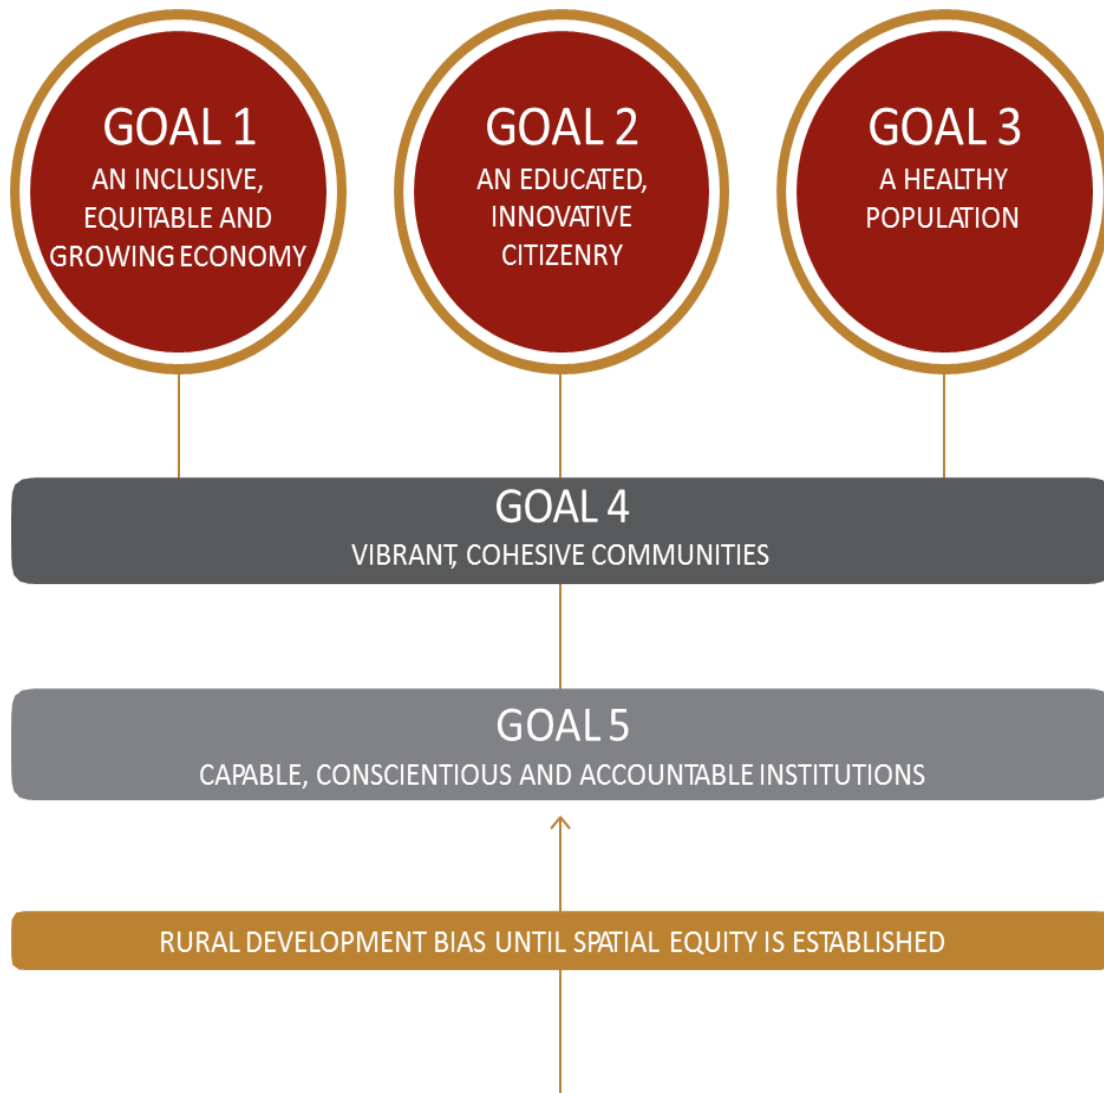 GOAL 1
AN INCLUSIVE,
EQUITABLE AND
GROWING ECONOMY
GOAL 2
AN EDUCATED,
INNOVATIVE
CITIZENRY
GOAL 3
A HEALTHY
POPULATION
GOAL 4
VIBRANT, COHESIVE COMMUNITIES
GOAL 5
CAPABLE, CONSCIENTIOUS AND ACCOUNTABLE INSTITUTIONS
RURAL DEVELOPMENT BIAS UNTIL SPATIAL EQUITY IS ESTABLISHED